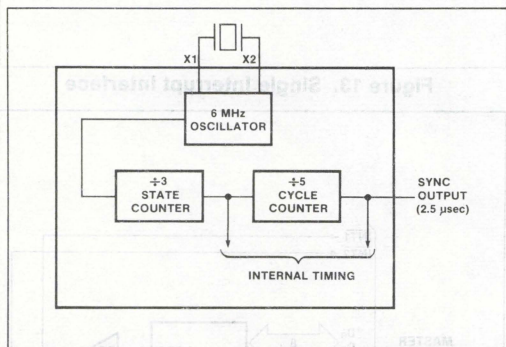 X1
X2
6 MHz
OSCILLATOR
÷3
STATE
COUNTER
÷5
CYCLE
COUNTER
SYNC
OUTPUT
(2.5 μsec)
INTERNAL TIMING
Figure 13. Single Interrupt Interface
MASTER